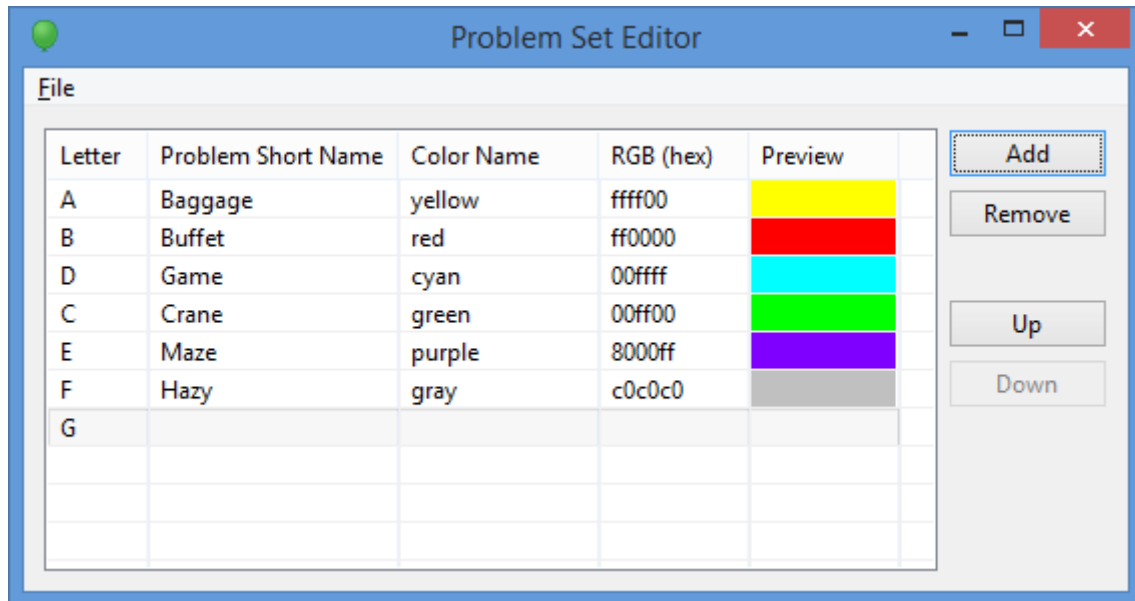 Problem Set Editor
File
Letter Problem Short Name Color Name RGB (hex) Preview
A Baggage yellow ffff00
B Buffet red ff0000
D Game cyan 00ffff
C Crane green 00ff00
E Maze purple 8000ff
F Hazy gray c0c0c0
G
Add
Remove
Up
Down